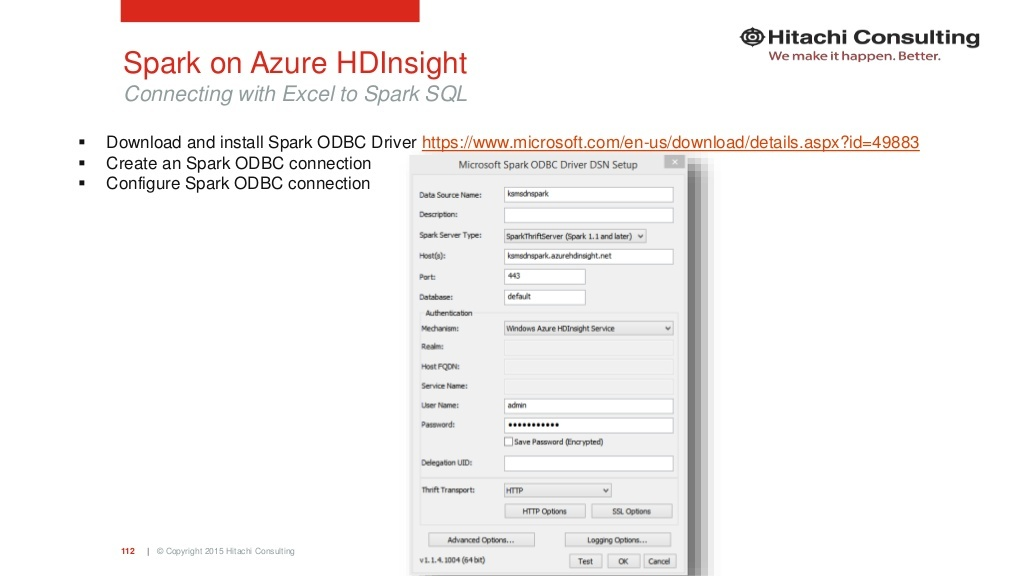 Hitachi Consulting
We make it happen. Better.
Spark on Azure HDInsight
Connecting with Excel to Spark SQL
▪ Download and install Spark ODBC Driver https://www.microsoft.com/en-us/download/details.aspx?id=49883
▪ Create an Spark ODBC connection
▪ Configure Spark ODBC connection
Microsoft Spark ODBC Driver DSN Setup
Data Source Name: ksmsdnspark
Description:
Spark Server Type: SparkThriftServer (Spark 1.1 and later)
Host(s): ksmsdnspark.azurehdinsight.net
Port: 443
Database: default
Authentication
Mechanism: Windows Azure HDInsight Service
Realm:
Host FQDN:
Service Name:
User Name: admin
Password: •••••••••••
Save Password (Encrypted)
Delegation UID:
Thrift Transport: HTTP
HTTP Options SSL Options
Advanced Options... Logging Options...
v1.1.4.1004 (64 bit) Test OK Cancel
112 | © Copyright 2015 Hitachi Consulting